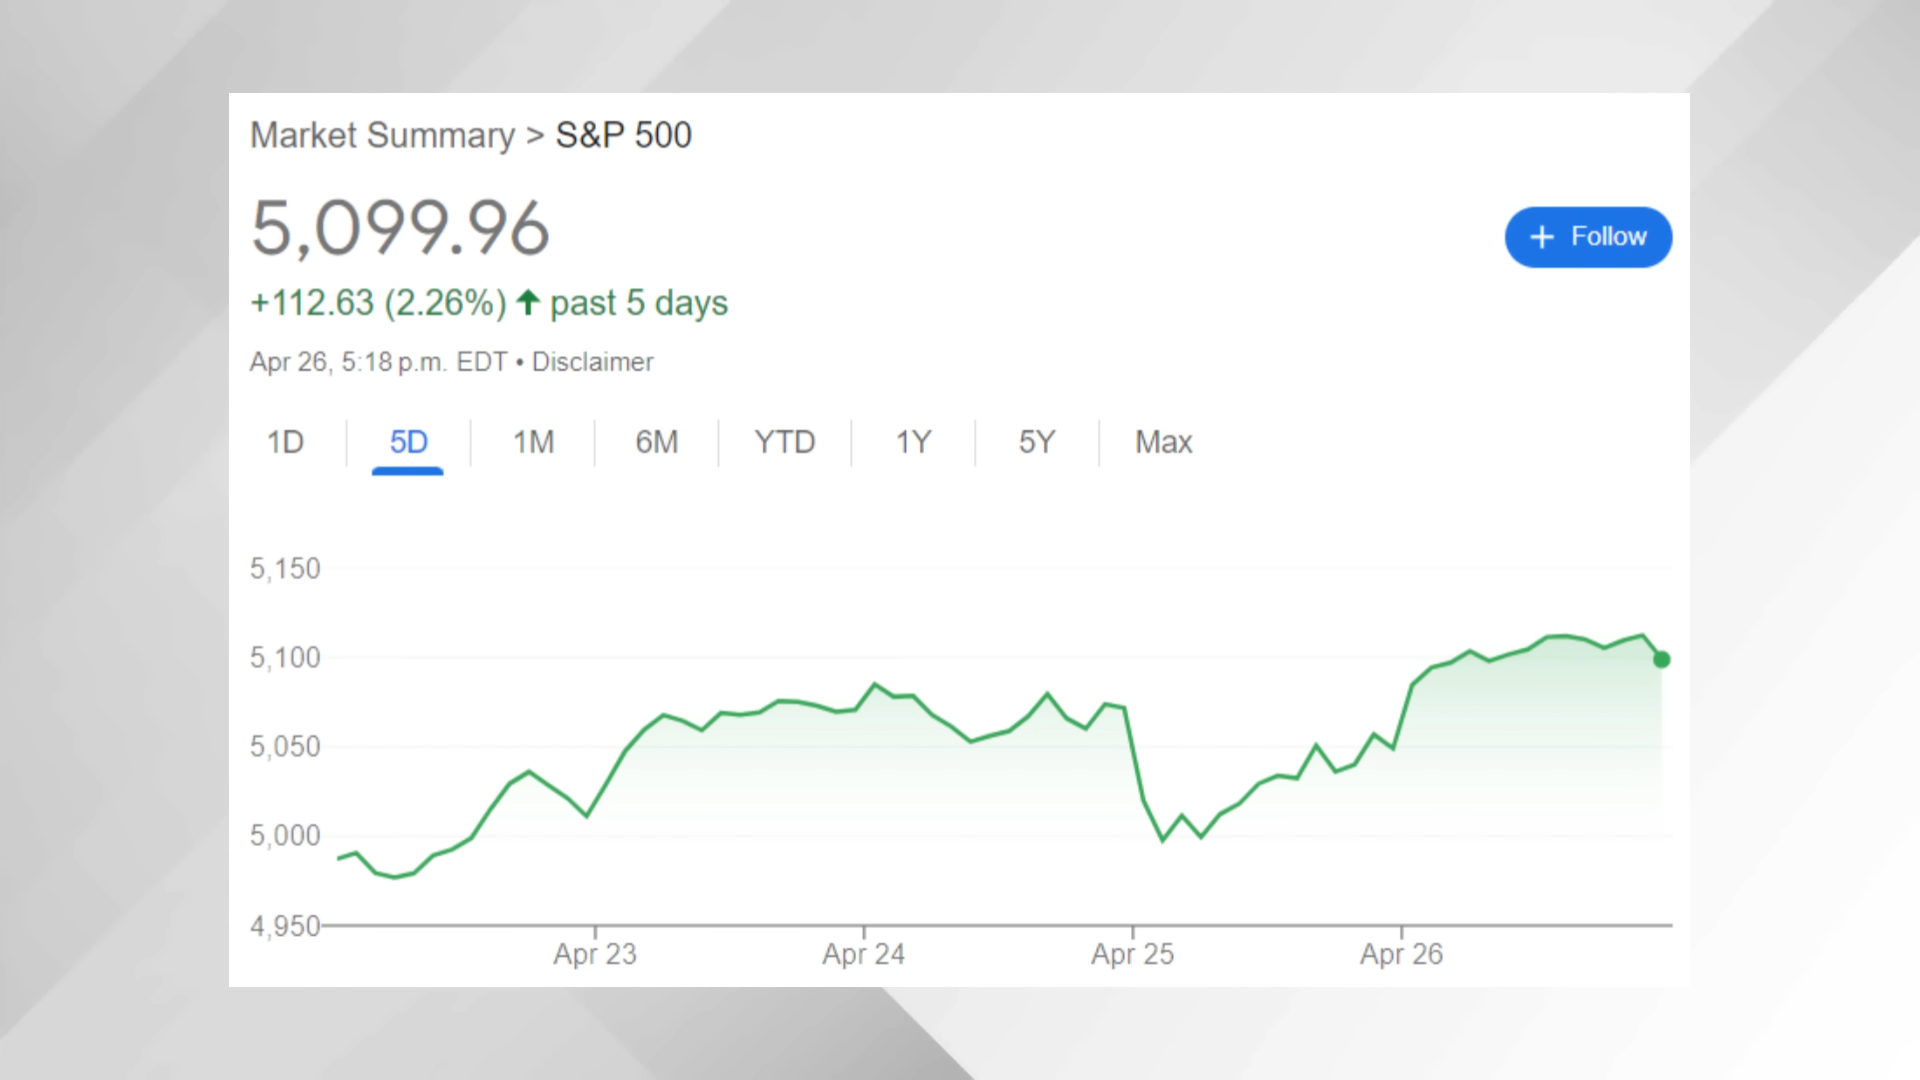 Market Summary > S&P 500
5,099.96
+ Follow
+112.63 (2.26%) ↑ past 5 days
Apr 26, 5:18 p.m. EDT • Disclaimer
1D 5D 1M 6M YTD 1Y 5Y Max
5,150
5,100
5,050
5,000
4,950
Apr 23 Apr 24 Apr 25 Apr 26